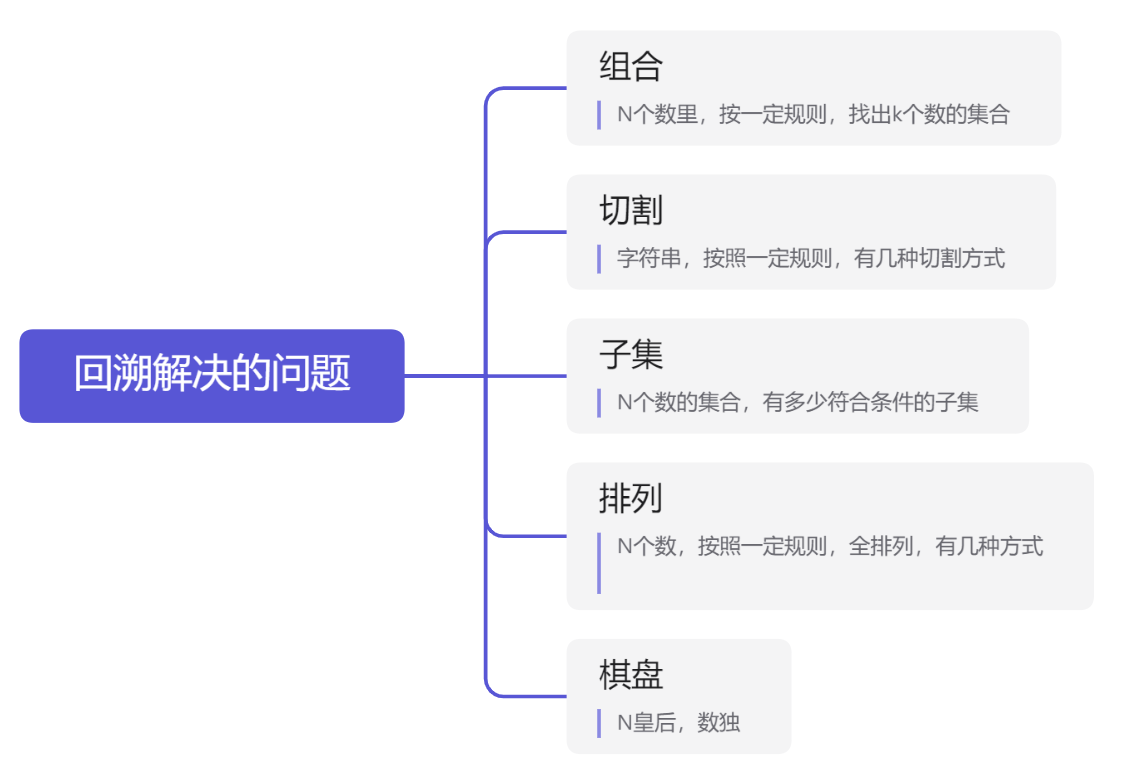 回溯解决的问题
组合
N个数里，按一定规则，找出k个数的集合
切割
字符串，按照一定规则，有几种切割方式
子集
N个数的集合，有多少符合条件的子集
排列
N个数，按照一定规则，全排列，有几种方式
棋盘
N皇后，数独